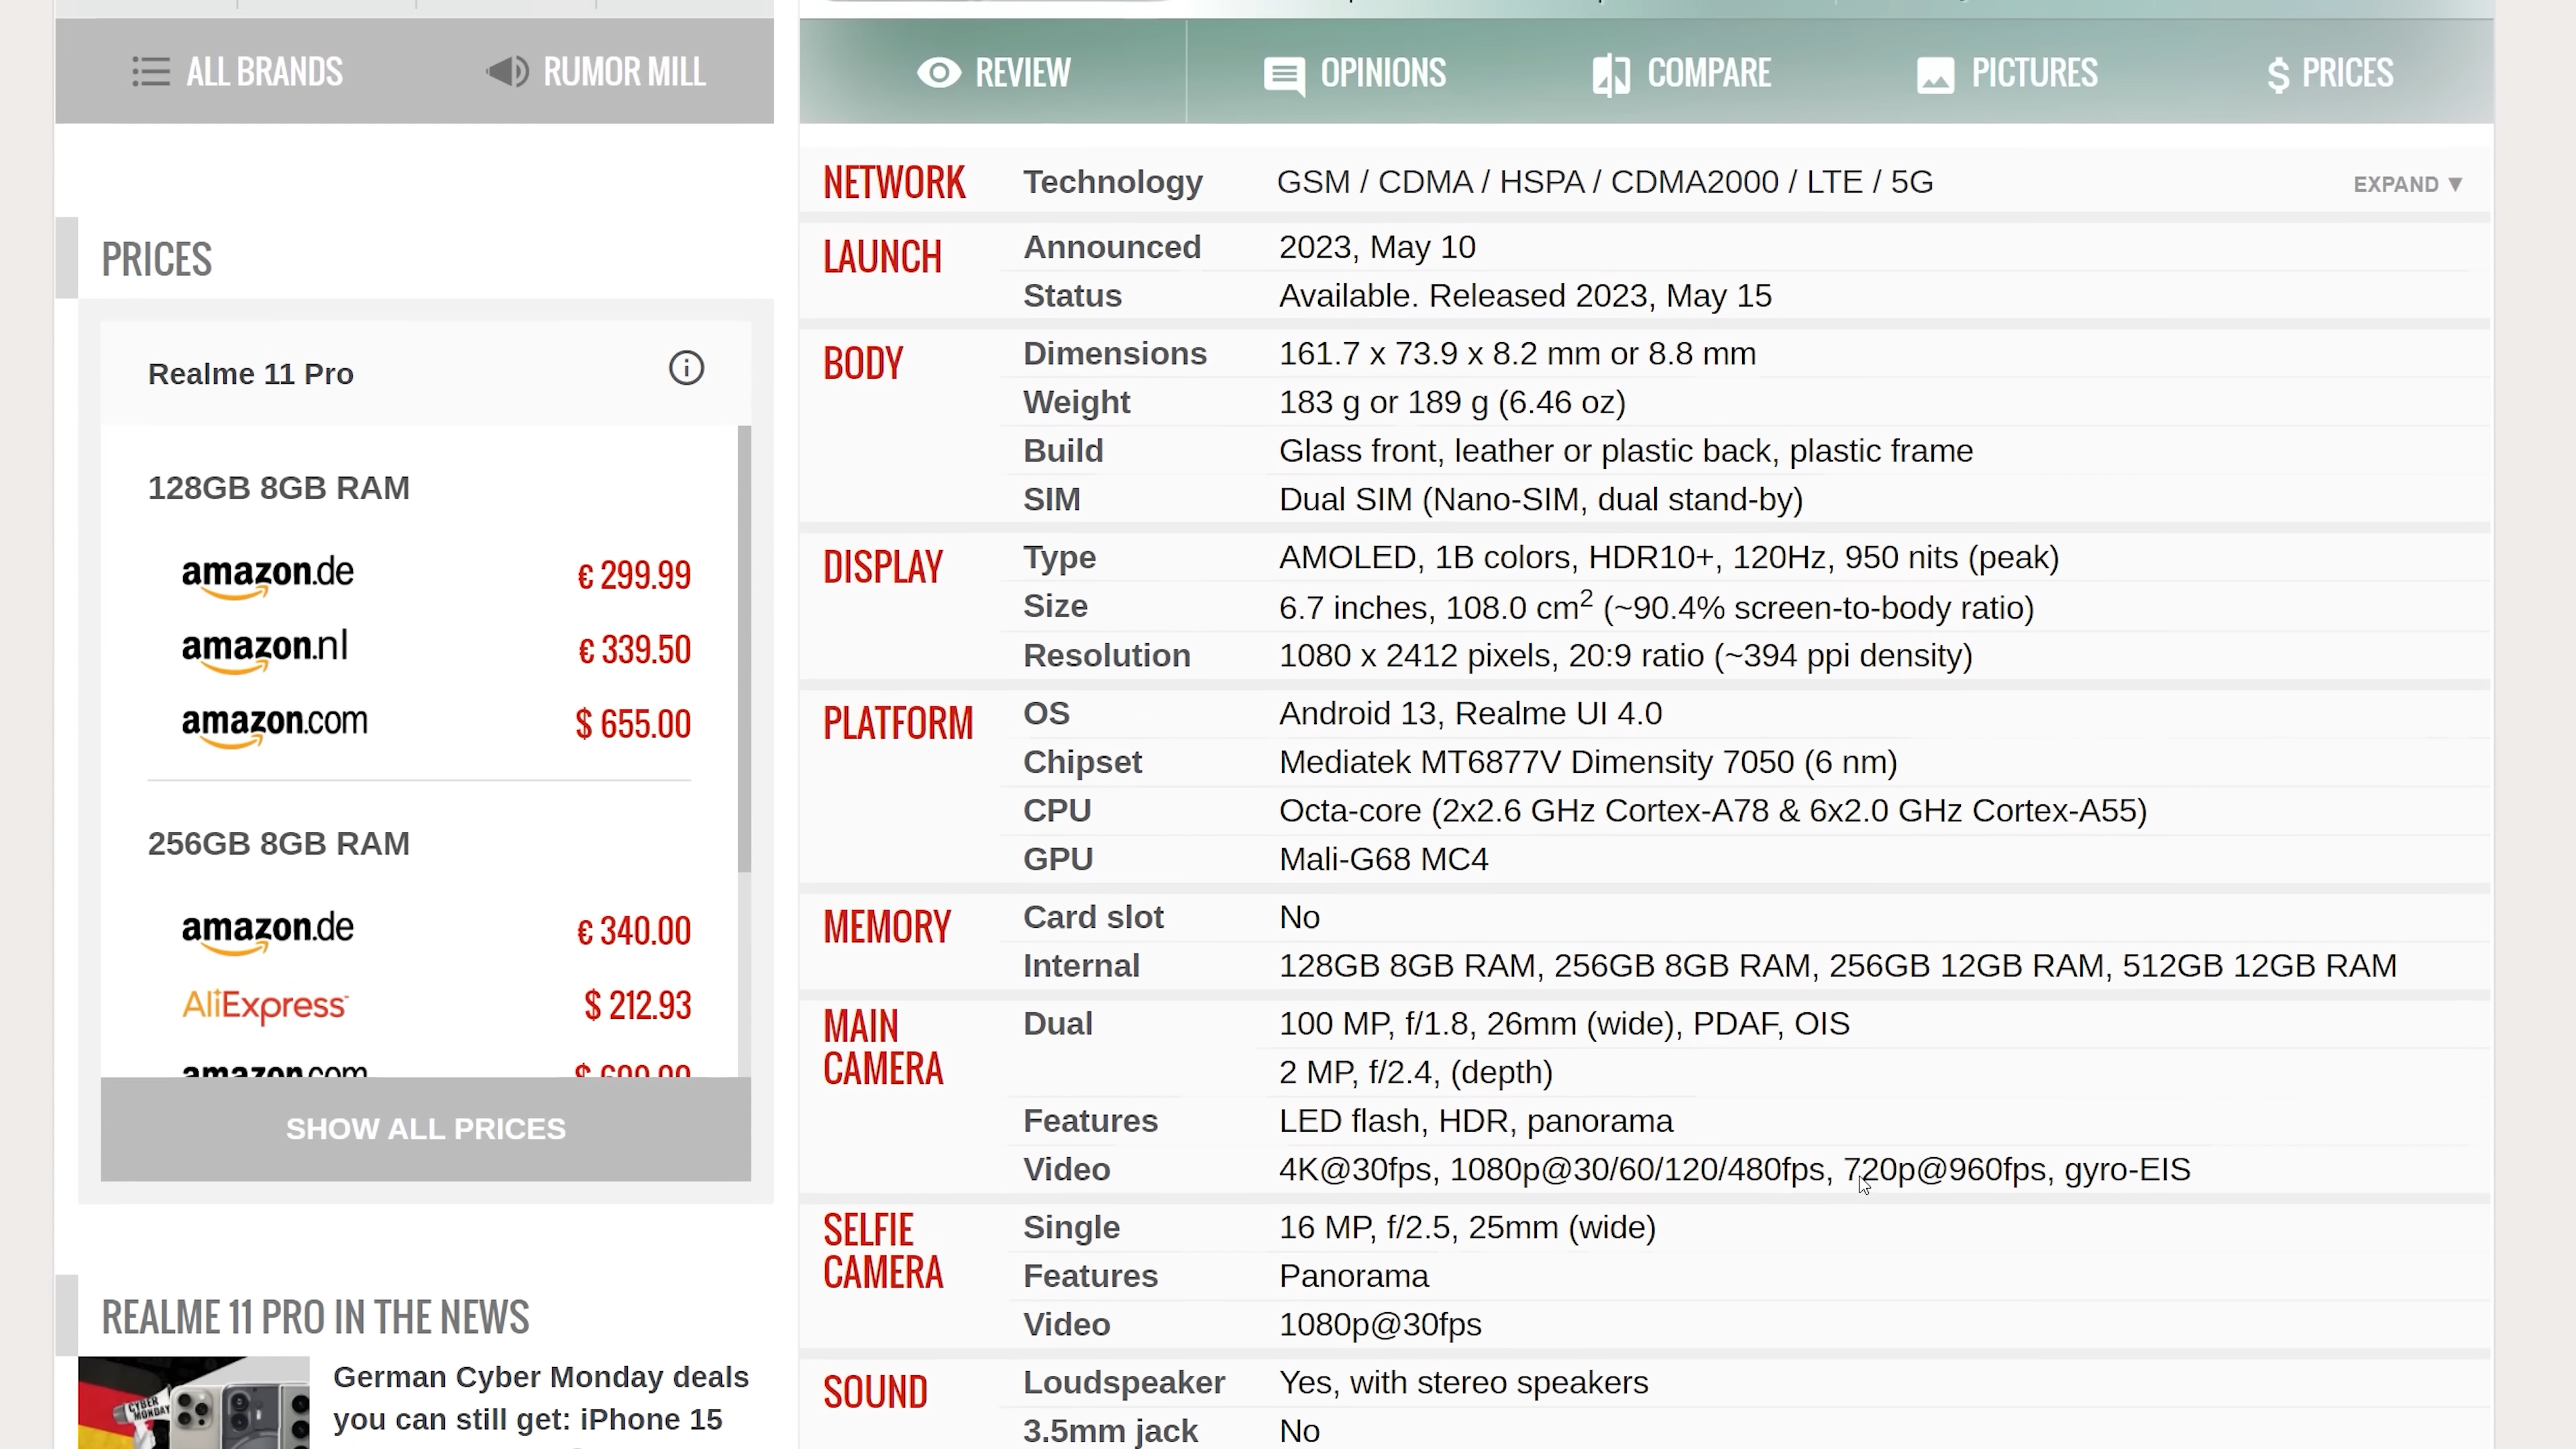 ALL BRANDS
RUMOR MILL
REVIEW
OPINIONS
COMPARE
PICTURES
$ PRICES
PRICES
Realme 11 Pro
128GB 8GB RAM
amazon.de € 299.99
amazon.nl € 339.50
amazon.com $ 655.00
256GB 8GB RAM
amazon.de € 340.00
AliExpress $ 212.93
amazon.com
SHOW ALL PRICES
REALME 11 PRO IN THE NEWS
CYBER
MONDAY
German Cyber Monday deals
you can still get: iPhone 15
NETWORK Technology GSM / CDMA / HSPA / CDMA2000 / LTE / 5G EXPAND ▼
LAUNCH Announced 2023, May 10
Status Available. Released 2023, May 15
BODY Dimensions 161.7 x 73.9 x 8.2 mm or 8.8 mm
Weight 183 g or 189 g (6.46 oz)
Build Glass front, leather or plastic back, plastic frame
SIM Dual SIM (Nano-SIM, dual stand-by)
DISPLAY Type AMOLED, 1B colors, HDR10+, 120Hz, 950 nits (peak)
Size 6.7 inches, 108.0 cm² (~90.4% screen-to-body ratio)
Resolution 1080 x 2412 pixels, 20:9 ratio (~394 ppi density)
PLATFORM OS Android 13, Realme UI 4.0
Chipset Mediatek MT6877V Dimensity 7050 (6 nm)
CPU Octa-core (2x2.6 GHz Cortex-A78 & 6x2.0 GHz Cortex-A55)
GPU Mali-G68 MC4
MEMORY Card slot No
Internal 128GB 8GB RAM, 256GB 8GB RAM, 256GB 12GB RAM, 512GB 12GB RAM
MAIN CAMERA Dual 100 MP, f/1.8, 26mm (wide), PDAF, OIS
2 MP, f/2.4, (depth)
Features LED flash, HDR, panorama
Video 4K@30fps, 1080p@30/60/120/480fps, 720p@960fps, gyro-EIS
SELFIE CAMERA Single 16 MP, f/2.5, 25mm (wide)
Features Panorama
Video 1080p@30fps
SOUND Loudspeaker Yes, with stereo speakers
3.5mm jack No